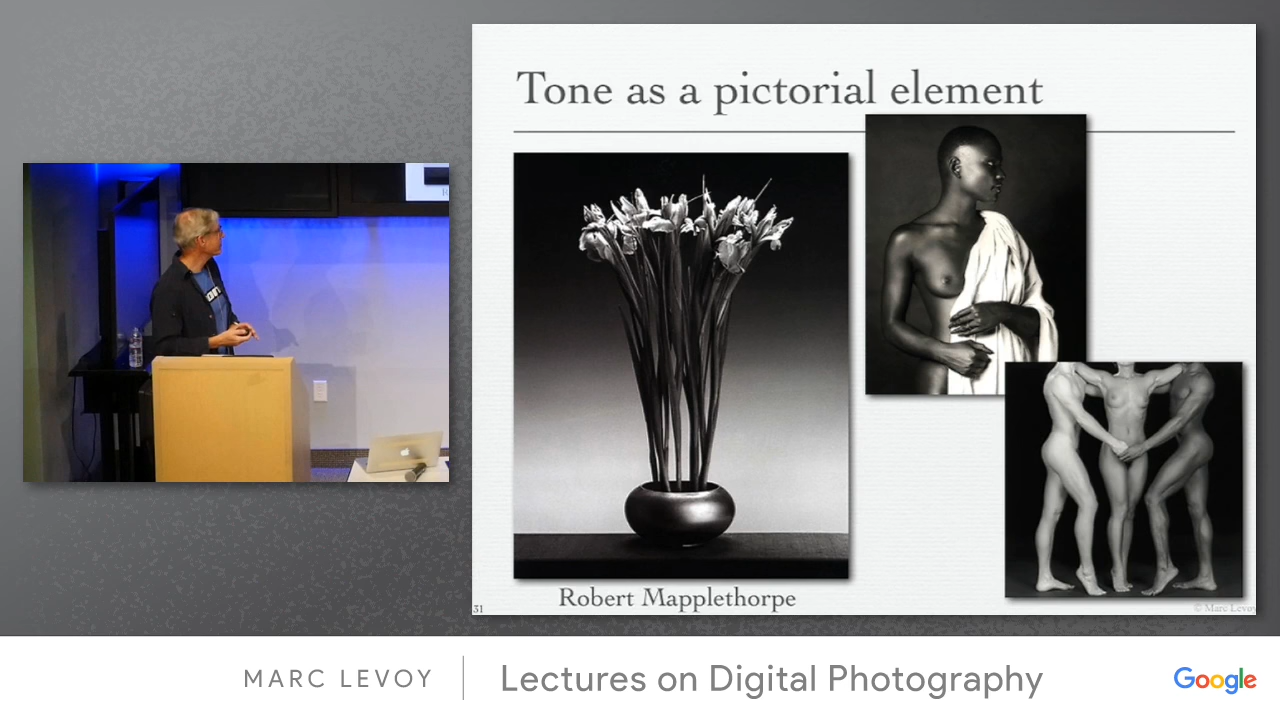 Tone as a pictorial element
Robert Mapplethorpe
31
© Marc Levoy
MARC LEVOY
Lectures on Digital Photography
Google